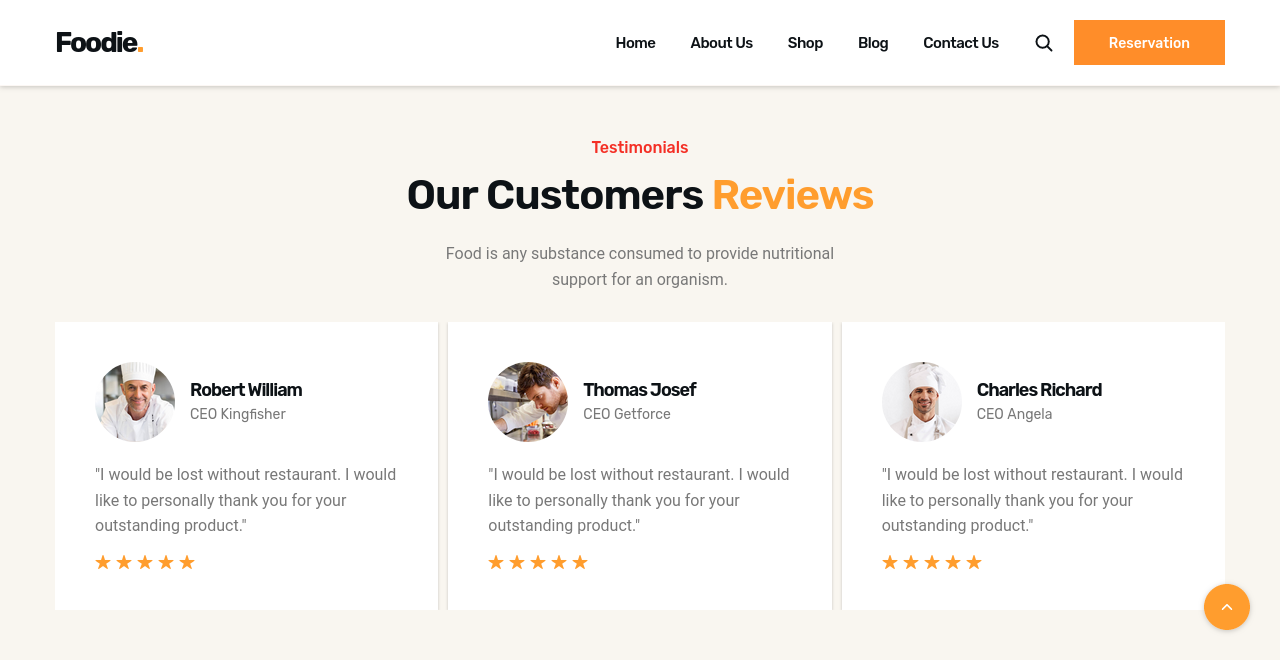 Foodie.
Home
About Us
Shop
Blog
Contact Us
Reservation
Testimonials
Our Customers Reviews
Food is any substance consumed to provide nutritional
support for an organism.
Robert William
CEO Kingfisher
"I would be lost without restaurant. I would
like to personally thank you for your
outstanding product."
Thomas Josef
CEO Getforce
"I would be lost without restaurant. I would
like to personally thank you for your
outstanding product."
Charles Richard
CEO Angela
"I would be lost without restaurant. I would
like to personally thank you for your
outstanding product."